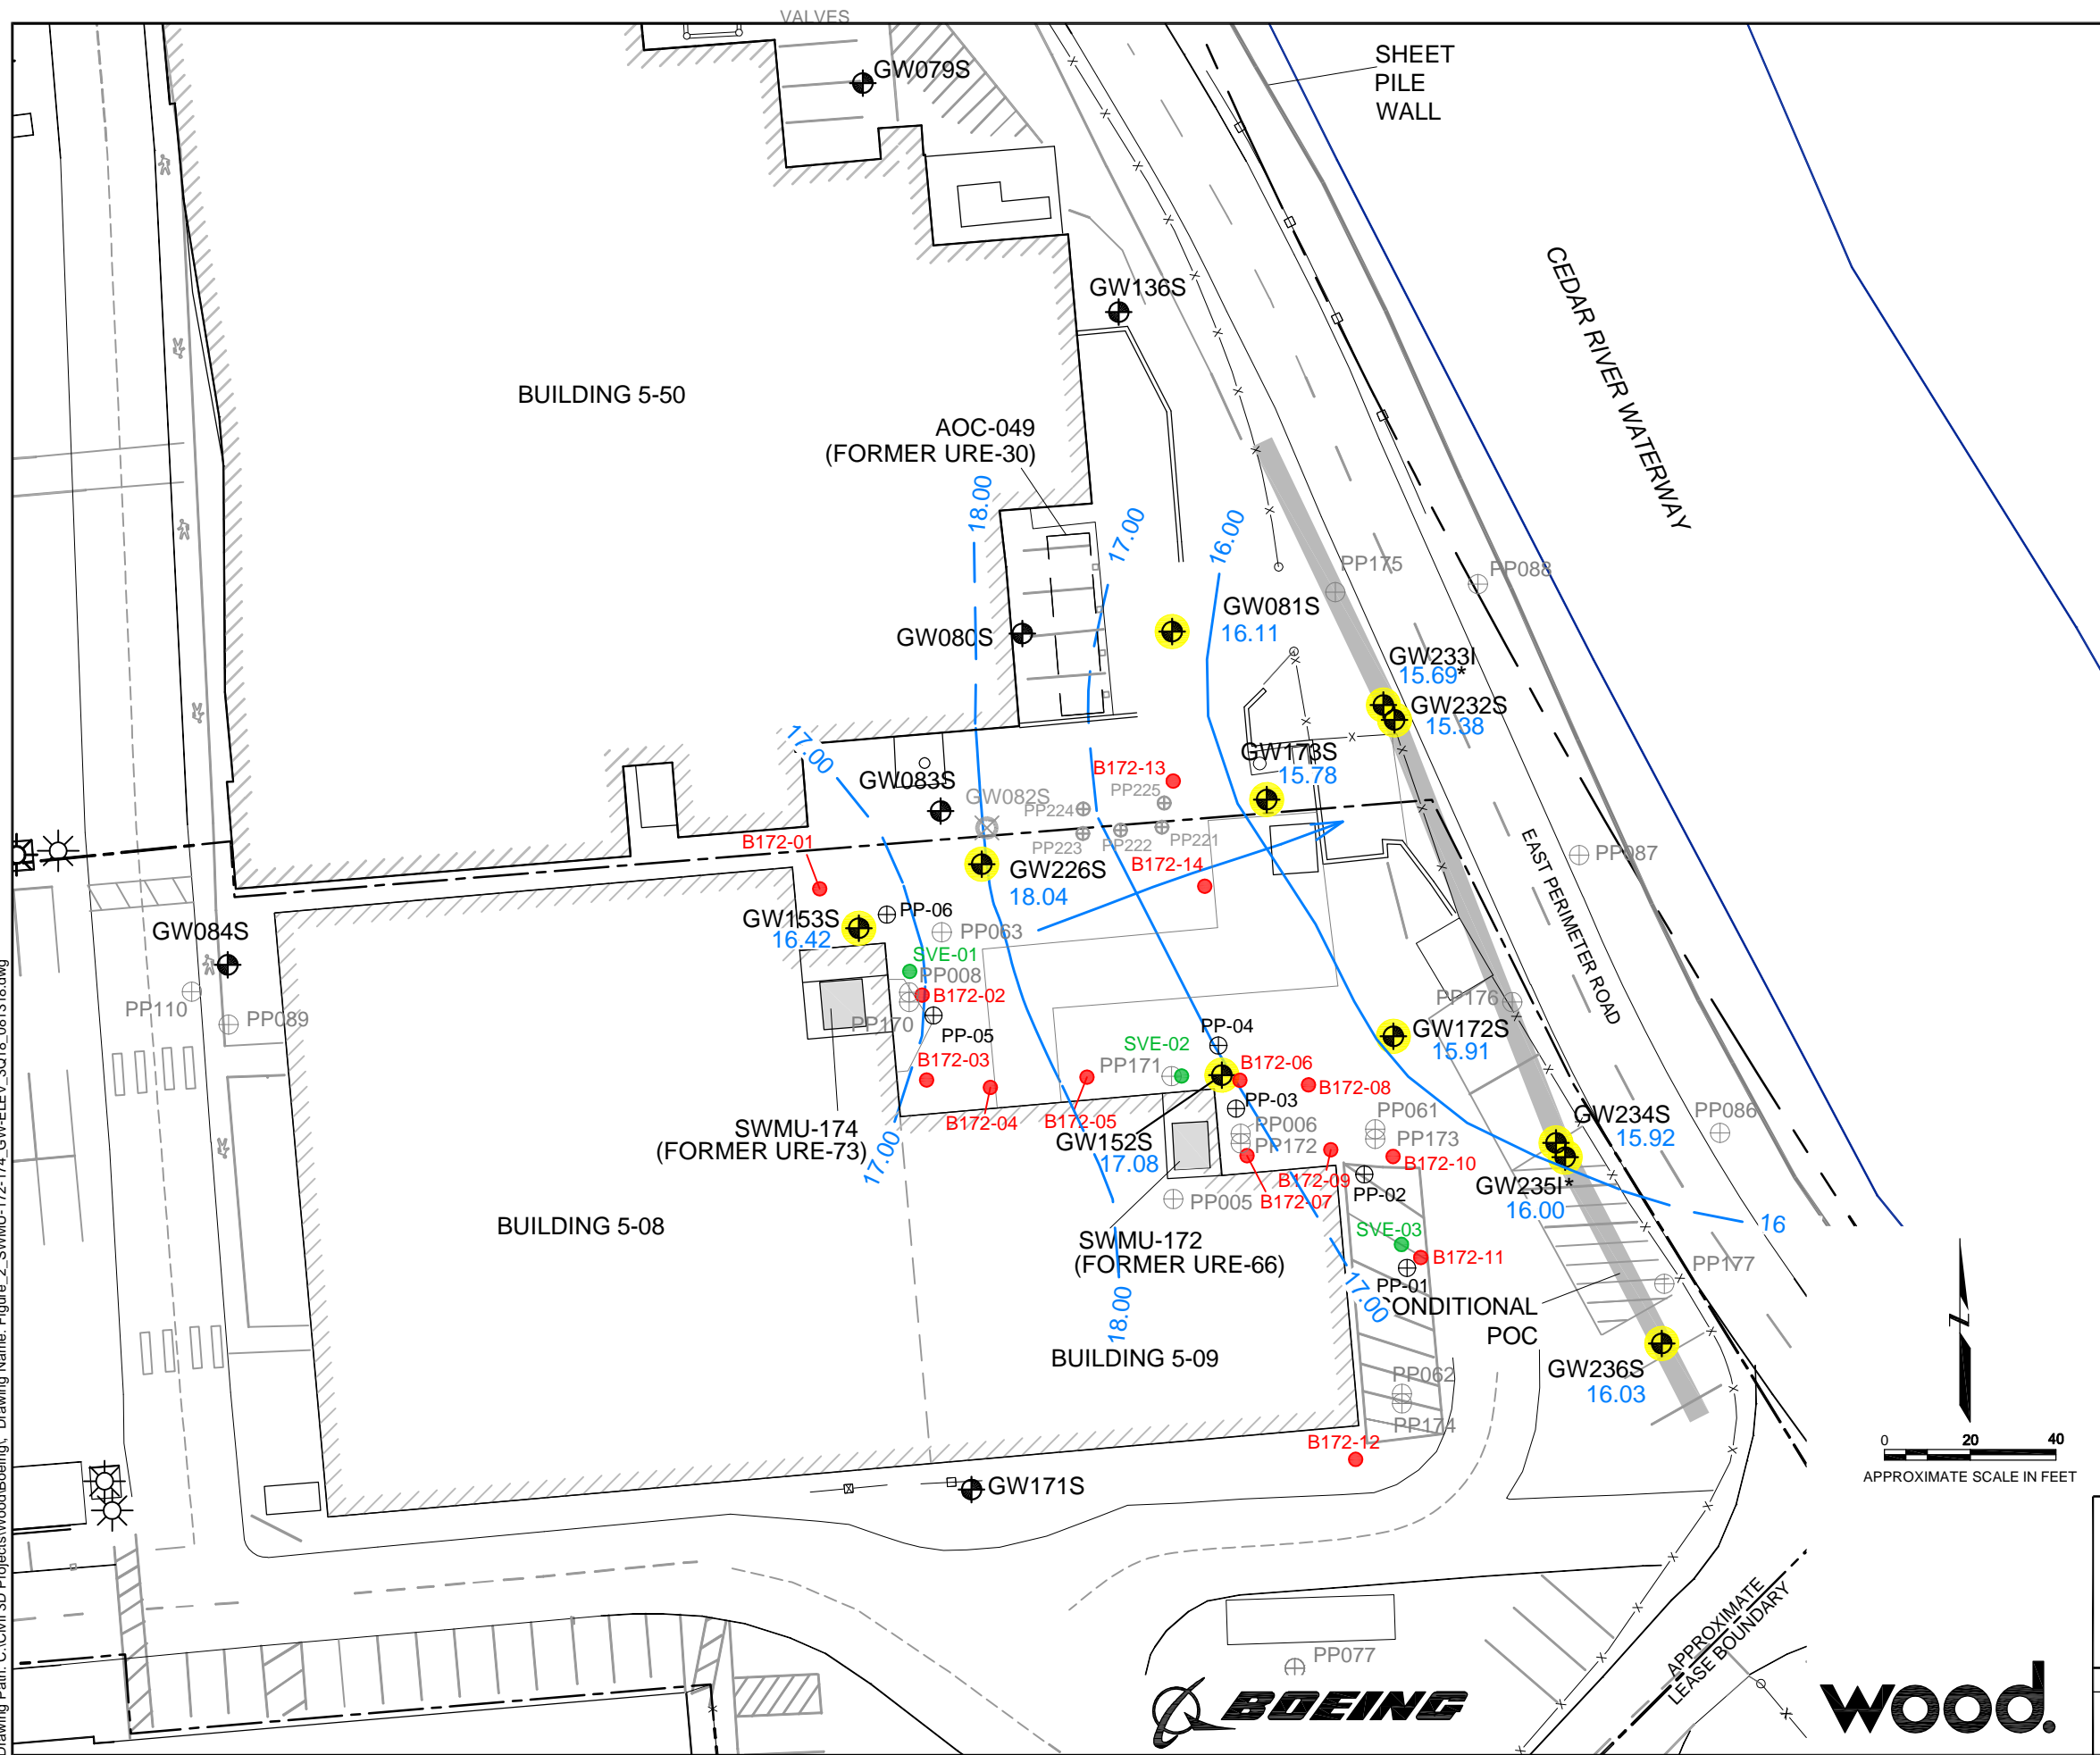 VALVES
GW079S
SHEET
PILE
WALL
CEDAR RIVER WATERWAY
GW136S
BUILDING 5-50
AOC-049
(FORMER URE-30)
18.00
17.00
16.00
PP175
PP088
GW081S
16.11
GW080S
GW233I
15.69*
GW232S
15.38
17.00
GW173S
15.78
B172-13
GW083S
GW082S
PP225
PP224
B172-01
PP223
PP222
PP221
EAST PERIMETER ROAD
PP087
B172-14
GW226S
18.04
PP-06
GW153S
16.42
PP063
GW084S
SVE-01
PP008
B172-02
PP176
PP110
PP089
PP170
PP-05
PP-04
GW172S
15.91
SVE-02
B172-03
PP171
B172-06
B172-08
PP-03
PP061
GW234S
15.92
PP086
SWMU-174
(FORMER URE-73)
B172-04
B172-05
PP006
PP173
GW152S
17.08
PP172
B172-10
17.00
B172-09
PP-02
GW235I*
16.00
PP005
B172-07
BUILDING 5-08
SVE-03
16
SWMU-172
(FORMER URE-66)
B172-11
PP177
PP-01
18.00
17.00
CONDITIONAL
POC
BUILDING 5-09
GW236S
16.03
PP062
PP174
B172-12
GW171S
N
0 20 40
APPROXIMATE SCALE IN FEET
APPROXIMATE
LEASE BOUNDARY
PP077
BOEING
wood.